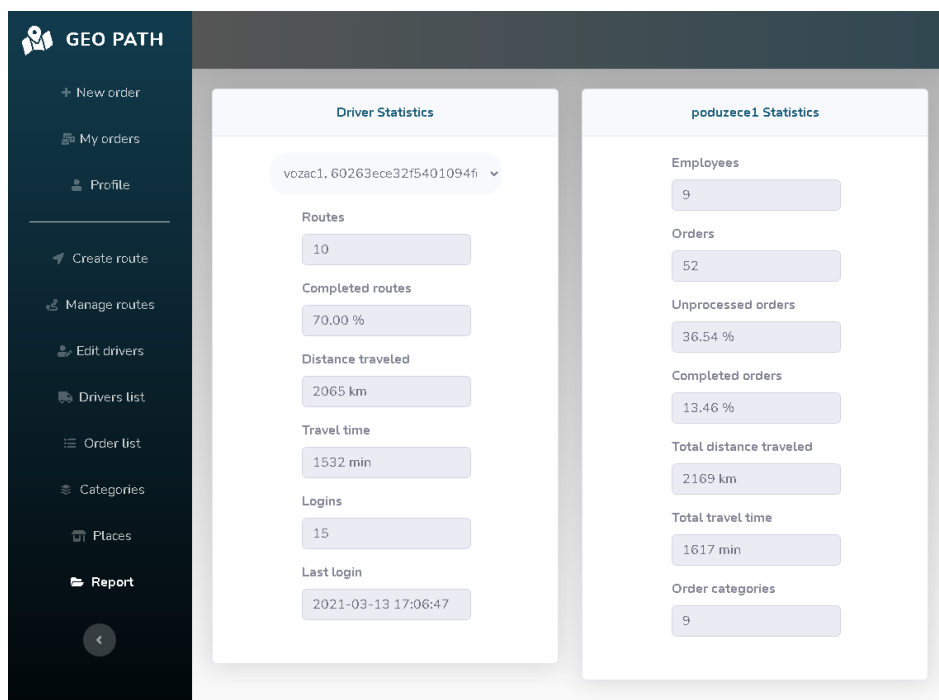 GEO PATH
New order
My orders
Profile
Create route
Manage routes
Edit drivers
Drivers list
Order list
Categories
Places
Report
Driver Statistics
vozac1, 60263ece32f5401094f
Routes
10
Completed routes
70.00 %
Distance traveled
2065 km
Travel time
1532 min
Logins
15
Last login
2021-03-13 17:06:47
poduzece1 Statistics
Employees
9
Orders
52
Unprocessed orders
36.54 %
Completed orders
13.46 %
Total distance traveled
2169 km
Total travel time
1617 min
Order categories
9